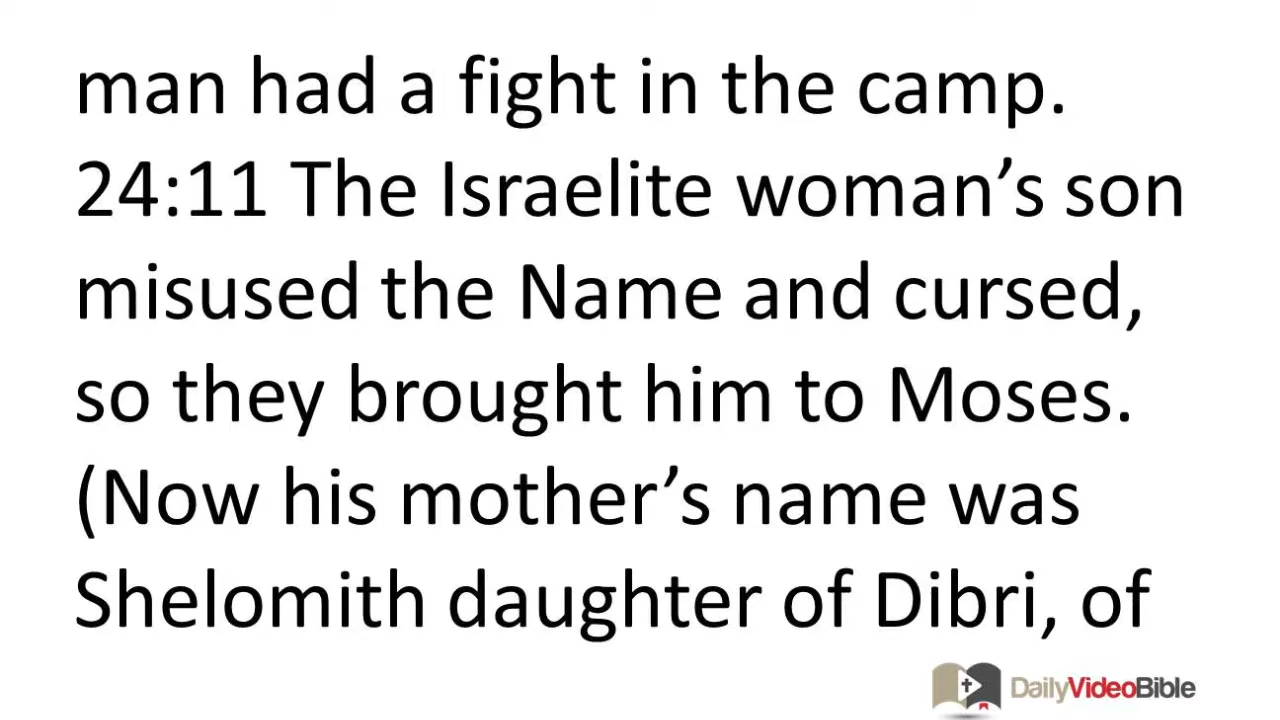 man had a fight in the camp.
24:11 The Israelite woman’s son
misused the Name and cursed,
so they brought him to Moses.
(Now his mother’s name was
Shelomith daughter of Dibri, of
DailyVideoBible